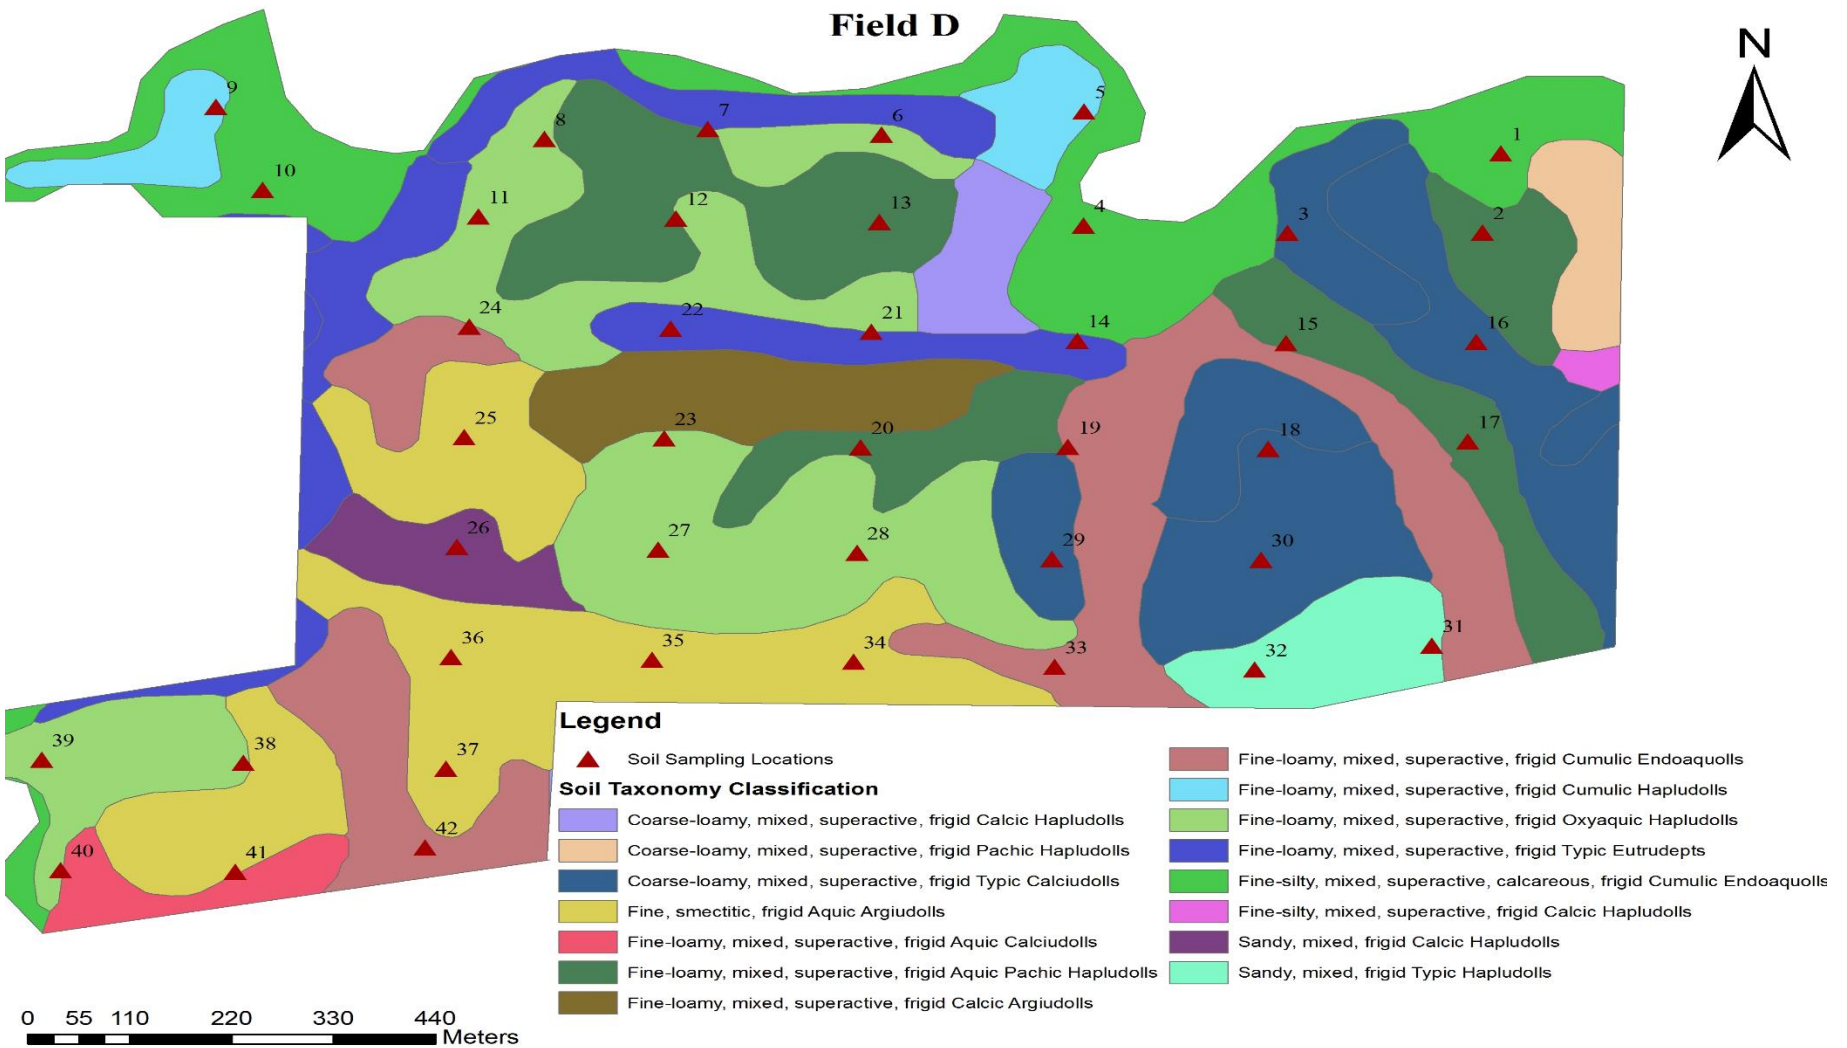 Field D
N
9
5
7
6
8
1
10
11
12
13
4
3
2
24
22
21
14
15
16
25
23
20
19
18
17
26
27
28
29
30
36
35
34
33
32
31
39
38
37
40
41
42
Legend
Soil Sampling Locations
Soil Taxonomy Classification
Coarse-loamy, mixed, superactive, frigid Calcic Hapludolls
Coarse-loamy, mixed, superactive, frigid Pachic Hapludolls
Coarse-loamy, mixed, superactive, frigid Typic Calciudolls
Fine, smectitic, frigid Aquic Argiudolls
Fine-loamy, mixed, superactive, frigid Aquic Calciudolls
Fine-loamy, mixed, superactive, frigid Aquic Pachic Hapludolls
Fine-loamy, mixed, superactive, frigid Calcic Argiudolls
Fine-loamy, mixed, superactive, frigid Cumulic Endoaquolls
Fine-loamy, mixed, superactive, frigid Cumulic Hapludolls
Fine-loamy, mixed, superactive, frigid Oxyaquic Hapludolls
Fine-loamy, mixed, superactive, frigid Typic Eutrudepts
Fine-silty, mixed, superactive, calcareous, frigid Cumulic Endoaquolls
Fine-silty, mixed, superactive, frigid Calcic Hapludolls
Sandy, mixed, frigid Calcic Hapludolls
Sandy, mixed, frigid Typic Hapludolls
0 55 110 220 330 440
Meters